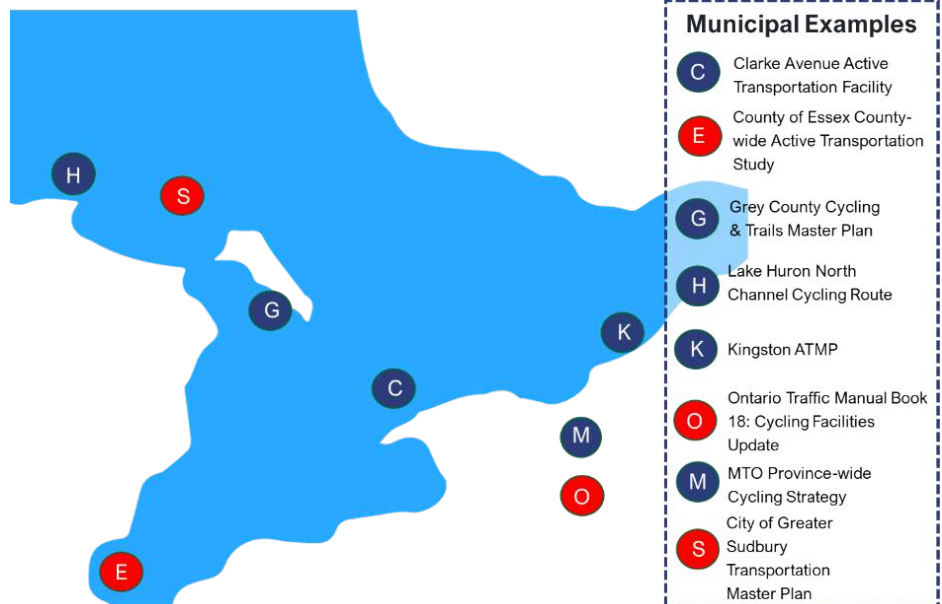 Municipal Examples
C
Clarke Avenue Active
Transportation Facility
E
County of Essex County-
wide Active Transportation
Study
G
Grey County Cycling
& Trails Master Plan
H
Lake Huron North
Channel Cycling Route
K
Kingston ATMP
O
Ontario Traffic Manual Book
18: Cycling Facilities
Update
M
MTO Province-wide
Cycling Strategy
S
City of Greater
Sudbury
Transportation
Master Plan
H
S
G
K
C
M
O
E